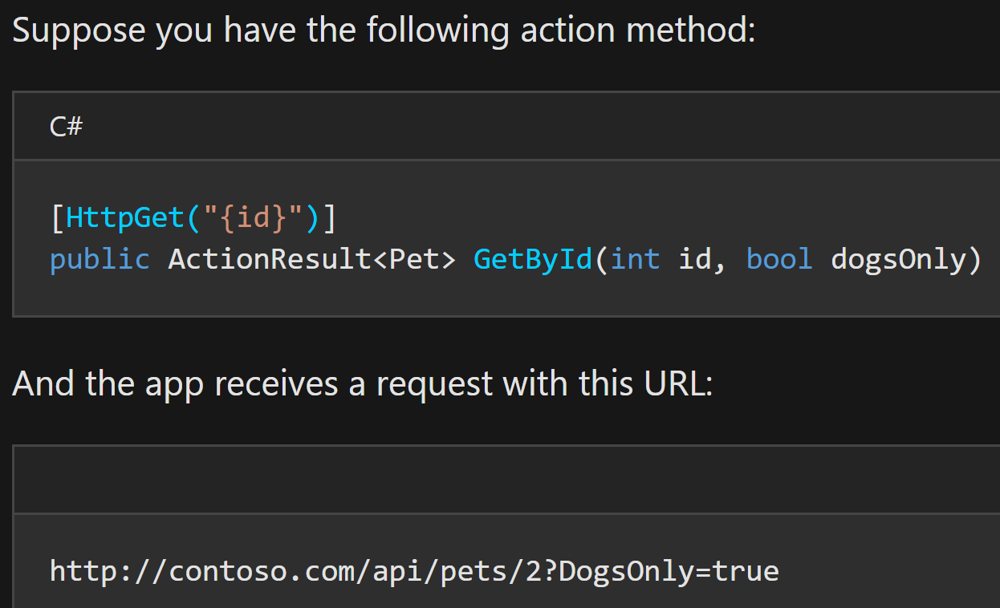 Suppose you have the following action method:
C#
[HttpGet("{id}")]
public ActionResult<Pet> GetById(int id, bool dogsOnly)
And the app receives a request with this URL:
http://contoso.com/api/pets/2?DogsOnly=true